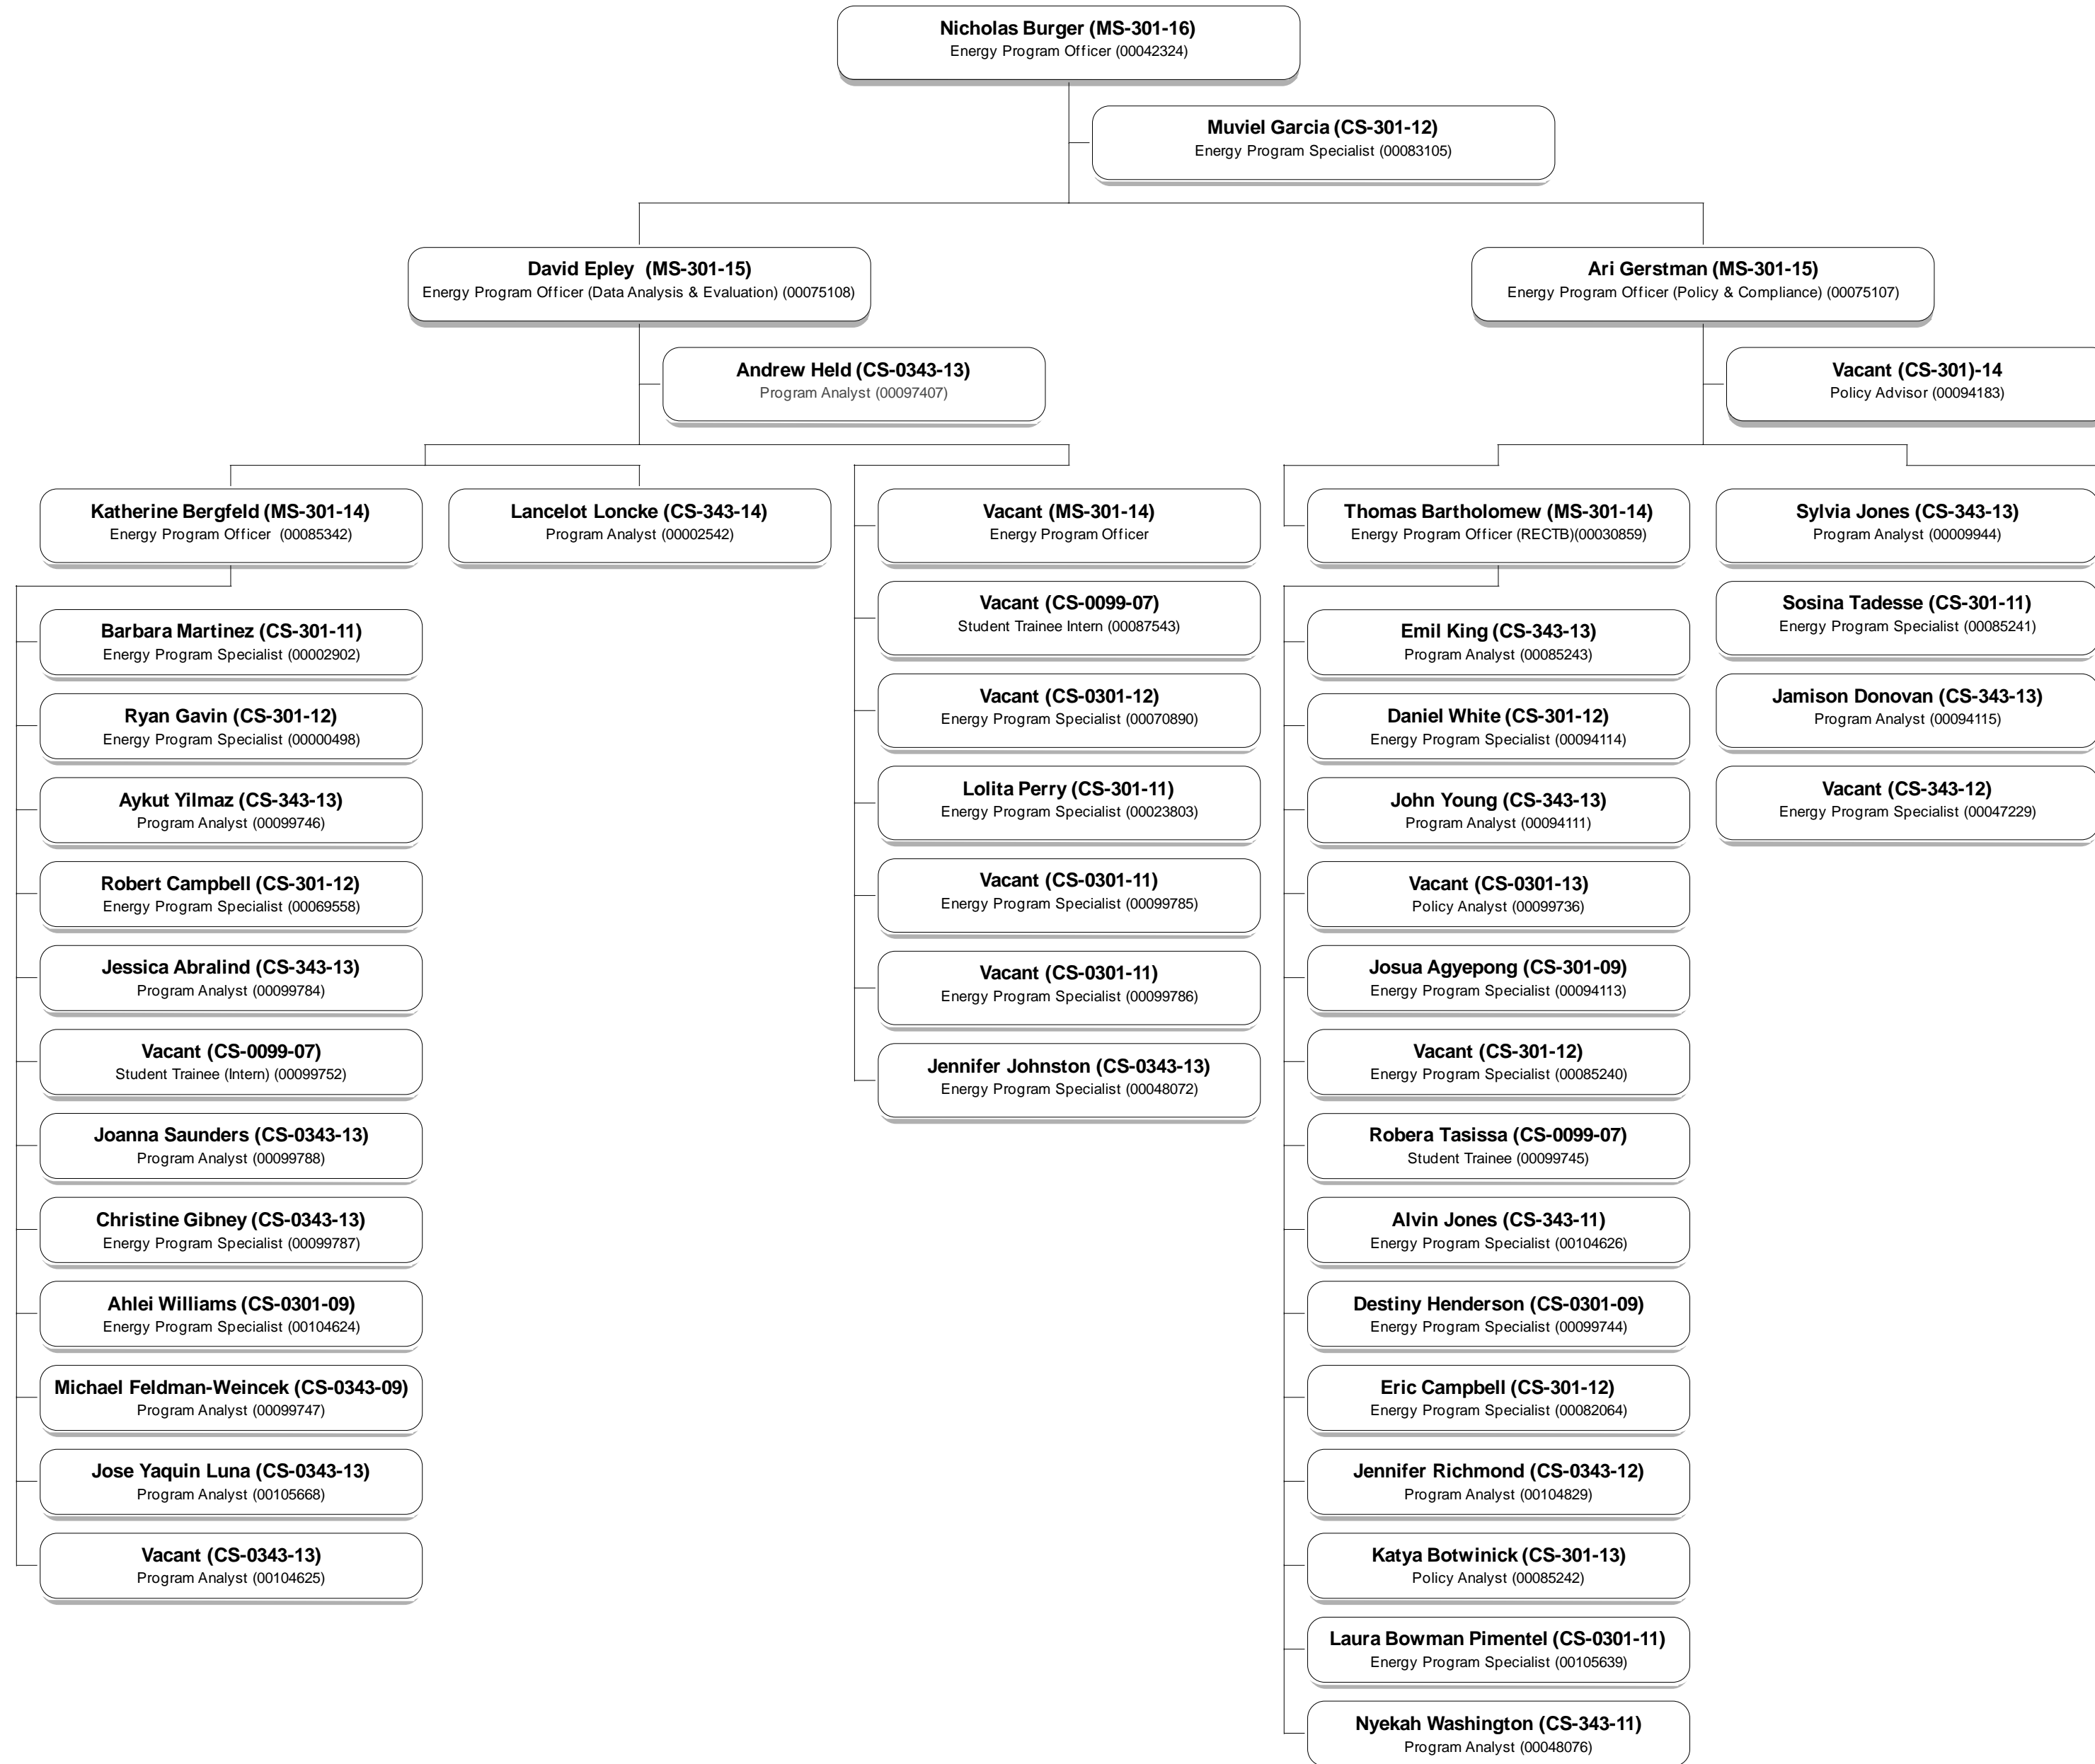 Nicholas Burger (MS-301-16)
Energy Program Officer (00042324)
Muviel Garcia (CS-301-12)
Energy Program Specialist (00083105)
David Epley (MS-301-15)
Energy Program Officer (Data Analysis & Evaluation) (00075108)
Ari Gerstman (MS-301-15)
Energy Program Officer (Policy & Compliance) (00075107)
Andrew Held (CS-0343-13)
Program Analyst (00097407)
Vacant (CS-301)-14
Policy Advisor (00094183)
Katherine Bergfeld (MS-301-14)
Energy Program Officer (00085342)
Lancelot Loncke (CS-343-14)
Program Analyst (00002542)
Vacant (MS-301-14)
Energy Program Officer
Thomas Bartholomew (MS-301-14)
Energy Program Officer (RECTB)(00030859)
Sylvia Jones (CS-343-13)
Program Analyst (00009944)
Barbara Martinez (CS-301-11)
Energy Program Specialist (00002902)
Ryan Gavin (CS-301-12)
Energy Program Specialist (00000498)
Aykut Yilmaz (CS-343-13)
Program Analyst (00099746)
Robert Campbell (CS-301-12)
Energy Program Specialist (00069558)
Jessica Abralind (CS-343-13)
Program Analyst (00099784)
Vacant (CS-0099-07)
Student Trainee (Intern) (00099752)
Joanna Saunders (CS-0343-13)
Program Analyst (00099788)
Christine Gibney (CS-0343-13)
Energy Program Specialist (00099787)
Ahlei Williams (CS-0301-09)
Energy Program Specialist (00104624)
Michael Feldman-Weincek (CS-0343-09)
Program Analyst (00099747)
Jose Yaquin Luna (CS-0343-13)
Program Analyst (00105668)
Vacant (CS-0343-13)
Program Analyst (00104625)
Vacant (CS-0099-07)
Student Trainee Intern (00087543)
Vacant (CS-0301-12)
Energy Program Specialist (00070890)
Lolita Perry (CS-301-11)
Energy Program Specialist (00023803)
Vacant (CS-0301-11)
Energy Program Specialist (00099785)
Vacant (CS-0301-11)
Energy Program Specialist (00099786)
Jennifer Johnston (CS-0343-13)
Energy Program Specialist (00048072)
Emil King (CS-343-13)
Program Analyst (00085243)
Daniel White (CS-301-12)
Energy Program Specialist (00094114)
John Young (CS-343-13)
Program Analyst (00094111)
Vacant (CS-0301-13)
Policy Analyst (00099736)
Josua Agyepong (CS-301-09)
Energy Program Specialist (00094113)
Vacant (CS-301-12)
Energy Program Specialist (00085240)
Robera Tasissa (CS-0099-07)
Student Trainee (00099745)
Alvin Jones (CS-343-11)
Energy Program Specialist (00104626)
Destiny Henderson (CS-0301-09)
Energy Program Specialist (00099744)
Eric Campbell (CS-301-12)
Energy Program Specialist (00082064)
Jennifer Richmond (CS-0343-12)
Program Analyst (00104829)
Katya Botwinick (CS-301-13)
Policy Analyst (00085242)
Laura Bowman Pimentel (CS-0301-11)
Energy Program Specialist (00105639)
Nyekah Washington (CS-343-11)
Program Analyst (00048076)
Sosina Tadesse (CS-301-11)
Energy Program Specialist (00085241)
Jamison Donovan (CS-343-13)
Program Analyst (00094115)
Vacant (CS-343-12)
Energy Program Specialist (00047229)